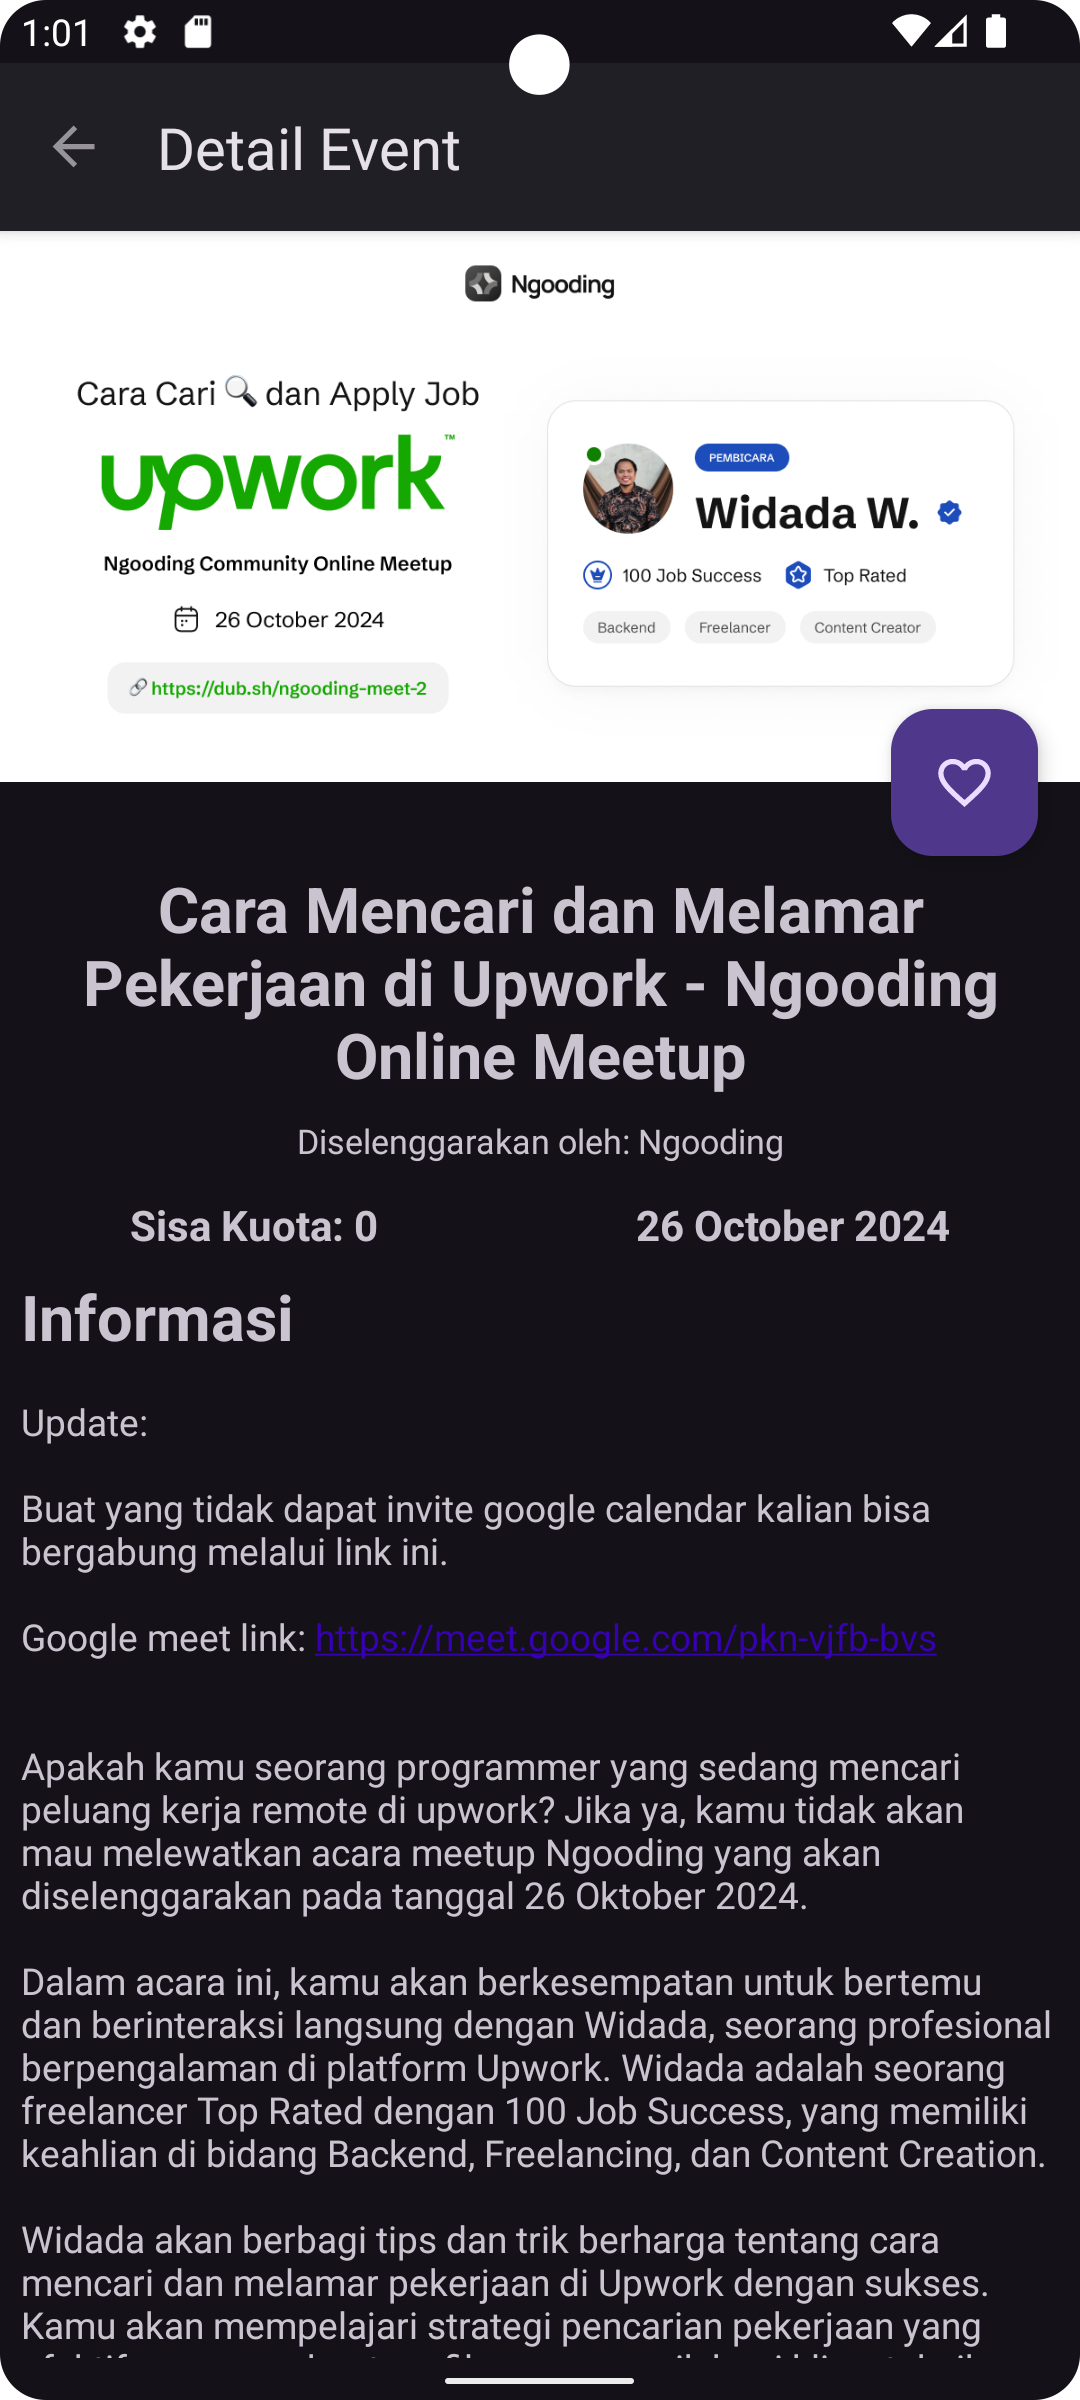 1:01
Detail Event
Ngooding
Cara Cari 🔍 dan Apply Job
upwork™
Ngooding Community Online Meetup
26 October 2024
https://dub.sh/ngooding-meet-2
PEMBICARA
Widada W.
100 Job Success Top Rated
Backend Freelancer Content Creator
Cara Mencari dan Melamar
Pekerjaan di Upwork - Ngooding
Online Meetup
Diselenggarakan oleh: Ngooding
Sisa Kuota: 0 26 October 2024
Informasi
Update:
Buat yang tidak dapat invite google calendar kalian bisa
bergabung melalui link ini.
Google meet link: https://meet.google.com/pkn-vjfb-bvs
Apakah kamu seorang programmer yang sedang mencari
peluang kerja remote di upwork? Jika ya, kamu tidak akan
mau melewatkan acara meetup Ngooding yang akan
diselenggarakan pada tanggal 26 Oktober 2024.
Dalam acara ini, kamu akan berkesempatan untuk bertemu
dan berinteraksi langsung dengan Widada, seorang profesional
berpengalaman di platform Upwork. Widada adalah seorang
freelancer Top Rated dengan 100 Job Success, yang memiliki
keahlian di bidang Backend, Freelancing, dan Content Creation.
Widada akan berbagi tips dan trik berharga tentang cara
mencari dan melamar pekerjaan di Upwork dengan sukses.
Kamu akan mempelajari strategi pencarian pekerjaan yang